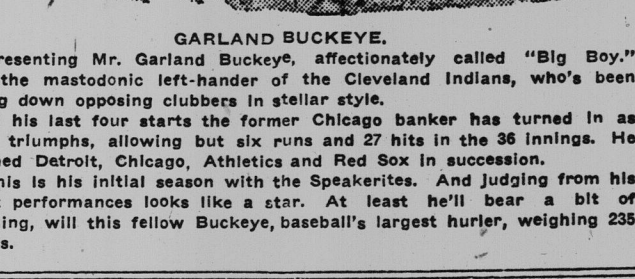 GARLAND BUCKEYE.
resenting Mr. Garland Buckeye, affectionately called "Big Boy."
the mastodonic left-hander of the Cleveland Indians, who's been
g down opposing clubbers in stellar style.
his last four starts the former Chicago banker has turned in as
triumphs, allowing but six runs and 27 hits in the 36 innings. He
ed Detroit, Chicago, Athletics and Red Sox in succession.
his is his initial season with the Speakerites. And judging from his
performances looks like a star. At least he'll bear a bit of
ing, will this fellow Buckeye, baseball's largest hurler, weighing 235
s.